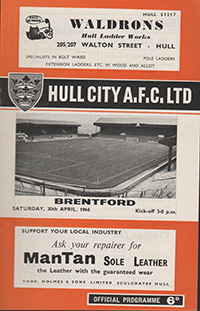 HULL 51217
WALDRONS
Hull Ladder Works
205/207 WALTON STREET - HULL
SPECIALISTS IN BOLT WIRED
POLE LADDERS
EXTENSION LADDERS, ETC. IN WOOD AND ALLOY
HULL CITY A.F.C. LTD
BRENTFORD
SATURDAY, 30th APRIL, 1966
Kick-off 3-0 p.m.
SUPPORT YOUR LOCAL INDUSTRY
Ask your repairer for
ManTan SOLE LEATHER
the Leather with the guaranteed wear
THOS. HOLMES & SONS LIMITED SCULCOATES HULL
OFFICIAL PROGRAMME 6D